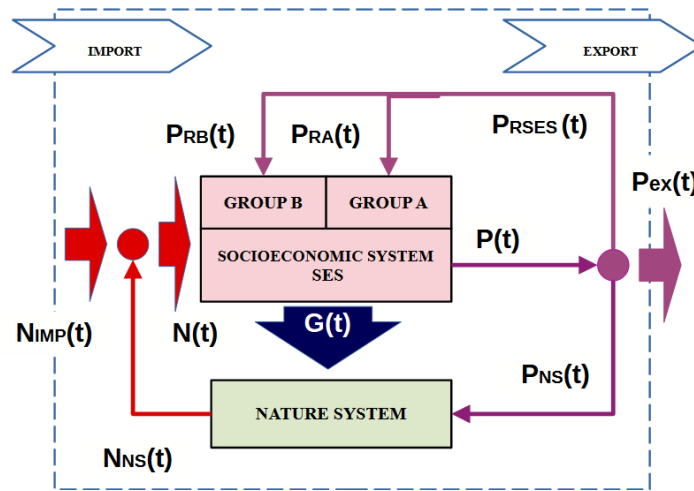 IMPORT
EXPORT
PRB(t)
PRA(t)
PRSES (t)
Pex(t)
GROUP B
GROUP A
SOCIOECONOMIC SYSTEM
SES
P(t)
NIMP(t)
N(t)
G(t)
PNS(t)
NATURE SYSTEM
NNS(t)